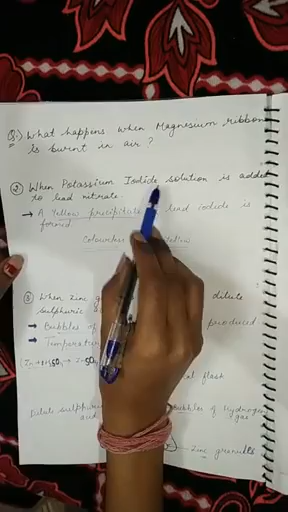 Q.1) What happens when Magnesium ribbon
is burnt in air ?
② When Potassium Iodide solution is added
to lead nitrate.
→ A Yellow precipitate lead iodide is
formed
Colourless
③ When zinc dilute
sulphuric
→ Bubbles of produced
→ Temperature
flask
Dilute sulphuric Bubbles of Hydrogen
acid gas
Zinc granules